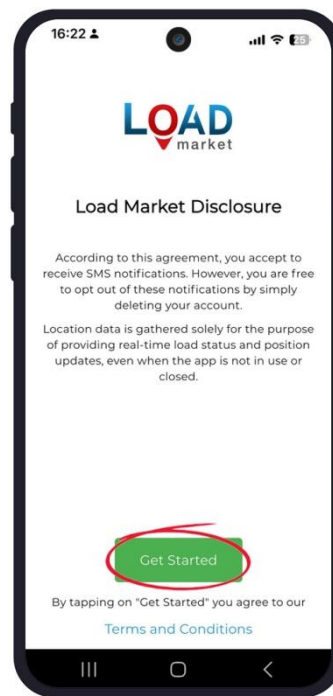 16:22
25
LOAD
market
Load Market Disclosure
According to this agreement, you accept to
receive SMS notifications. However, you are free
to opt out of these notifications by simply
deleting your account.
Location data is gathered solely for the purpose
of providing real-time load status and position
updates, even when the app is not in use or
closed.
Get Started
By tapping on "Get Started" you agree to our
Terms and Conditions